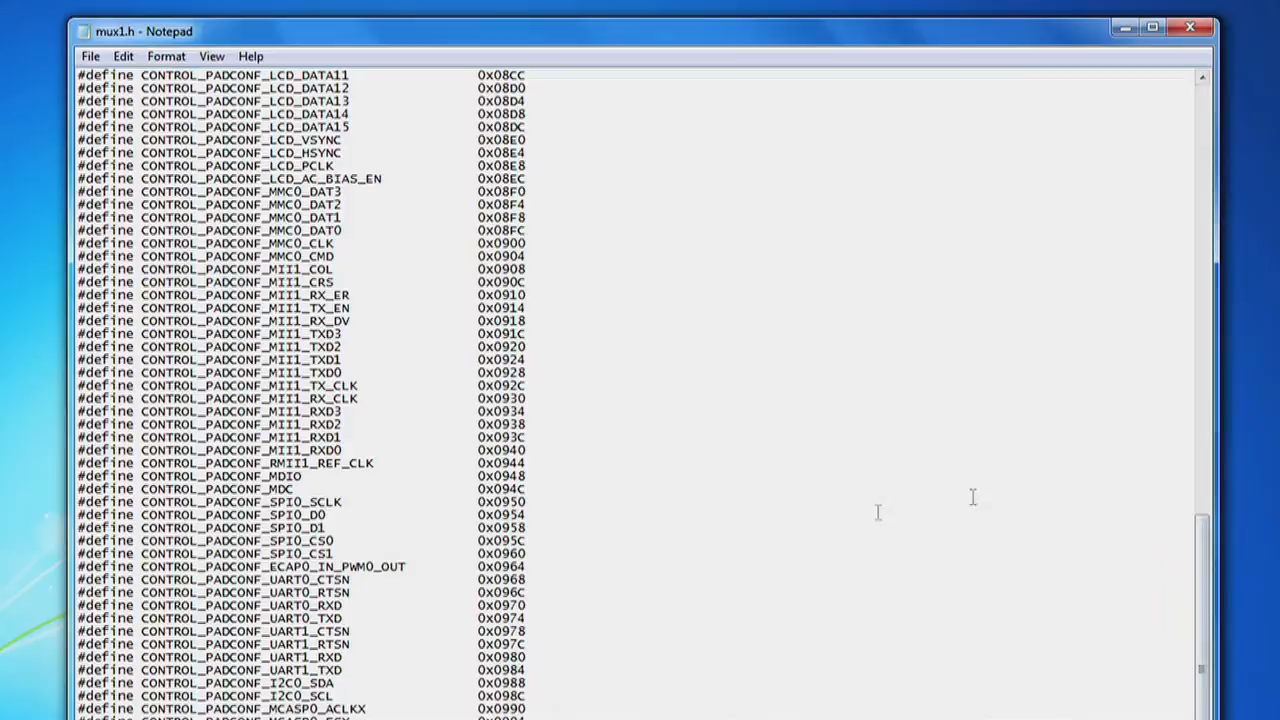 mux1.h - Notepad
File Edit Format View Help
#define CONTROL_PADCONF_LCD_DATA11 0x08CC
#define CONTROL_PADCONF_LCD_DATA12 0x08D0
#define CONTROL_PADCONF_LCD_DATA13 0x08D4
#define CONTROL_PADCONF_LCD_DATA14 0x08D8
#define CONTROL_PADCONF_LCD_DATA15 0x08DC
#define CONTROL_PADCONF_LCD_VSYNC 0x08E0
#define CONTROL_PADCONF_LCD_HSYNC 0x08E4
#define CONTROL_PADCONF_LCD_PCLK 0x08E8
#define CONTROL_PADCONF_LCD_AC_BIAS_EN 0x08EC
#define CONTROL_PADCONF_MMC0_DAT3 0x08F0
#define CONTROL_PADCONF_MMC0_DAT2 0x08F4
#define CONTROL_PADCONF_MMC0_DAT1 0x08F8
#define CONTROL_PADCONF_MMC0_DAT0 0x08FC
#define CONTROL_PADCONF_MMC0_CLK 0x0900
#define CONTROL_PADCONF_MMC0_CMD 0x0904
#define CONTROL_PADCONF_MII1_COL 0x0908
#define CONTROL_PADCONF_MII1_CRS 0x090C
#define CONTROL_PADCONF_MII1_RX_ER 0x0910
#define CONTROL_PADCONF_MII1_TX_EN 0x0914
#define CONTROL_PADCONF_MII1_RX_DV 0x0918
#define CONTROL_PADCONF_MII1_TXD3 0x091C
#define CONTROL_PADCONF_MII1_TXD2 0x0920
#define CONTROL_PADCONF_MII1_TXD1 0x0924
#define CONTROL_PADCONF_MII1_TXD0 0x0928
#define CONTROL_PADCONF_MII1_TX_CLK 0x092C
#define CONTROL_PADCONF_MII1_RX_CLK 0x0930
#define CONTROL_PADCONF_MII1_RXD3 0x0934
#define CONTROL_PADCONF_MII1_RXD2 0x0938
#define CONTROL_PADCONF_MII1_RXD1 0x093C
#define CONTROL_PADCONF_MII1_RXD0 0x0940
#define CONTROL_PADCONF_RMII1_REF_CLK 0x0944
#define CONTROL_PADCONF_MDIO 0x0948
#define CONTROL_PADCONF_MDC 0x094C
#define CONTROL_PADCONF_SPI0_SCLK 0x0950
#define CONTROL_PADCONF_SPI0_D0 0x0954
#define CONTROL_PADCONF_SPI0_D1 0x0958
#define CONTROL_PADCONF_SPI0_CS0 0x095C
#define CONTROL_PADCONF_SPI0_CS1 0x0960
#define CONTROL_PADCONF_ECAP0_IN_PWM0_OUT 0x0964
#define CONTROL_PADCONF_UART0_CTSN 0x0968
#define CONTROL_PADCONF_UART0_RTSN 0x096C
#define CONTROL_PADCONF_UART0_RXD 0x0970
#define CONTROL_PADCONF_UART0_TXD 0x0974
#define CONTROL_PADCONF_UART1_CTSN 0x0978
#define CONTROL_PADCONF_UART1_RTSN 0x097C
#define CONTROL_PADCONF_UART1_RXD 0x0980
#define CONTROL_PADCONF_UART1_TXD 0x0984
#define CONTROL_PADCONF_I2C0_SDA 0x0988
#define CONTROL_PADCONF_I2C0_SCL 0x098C
#define CONTROL_PADCONF_MCASP0_ACLKX 0x0990